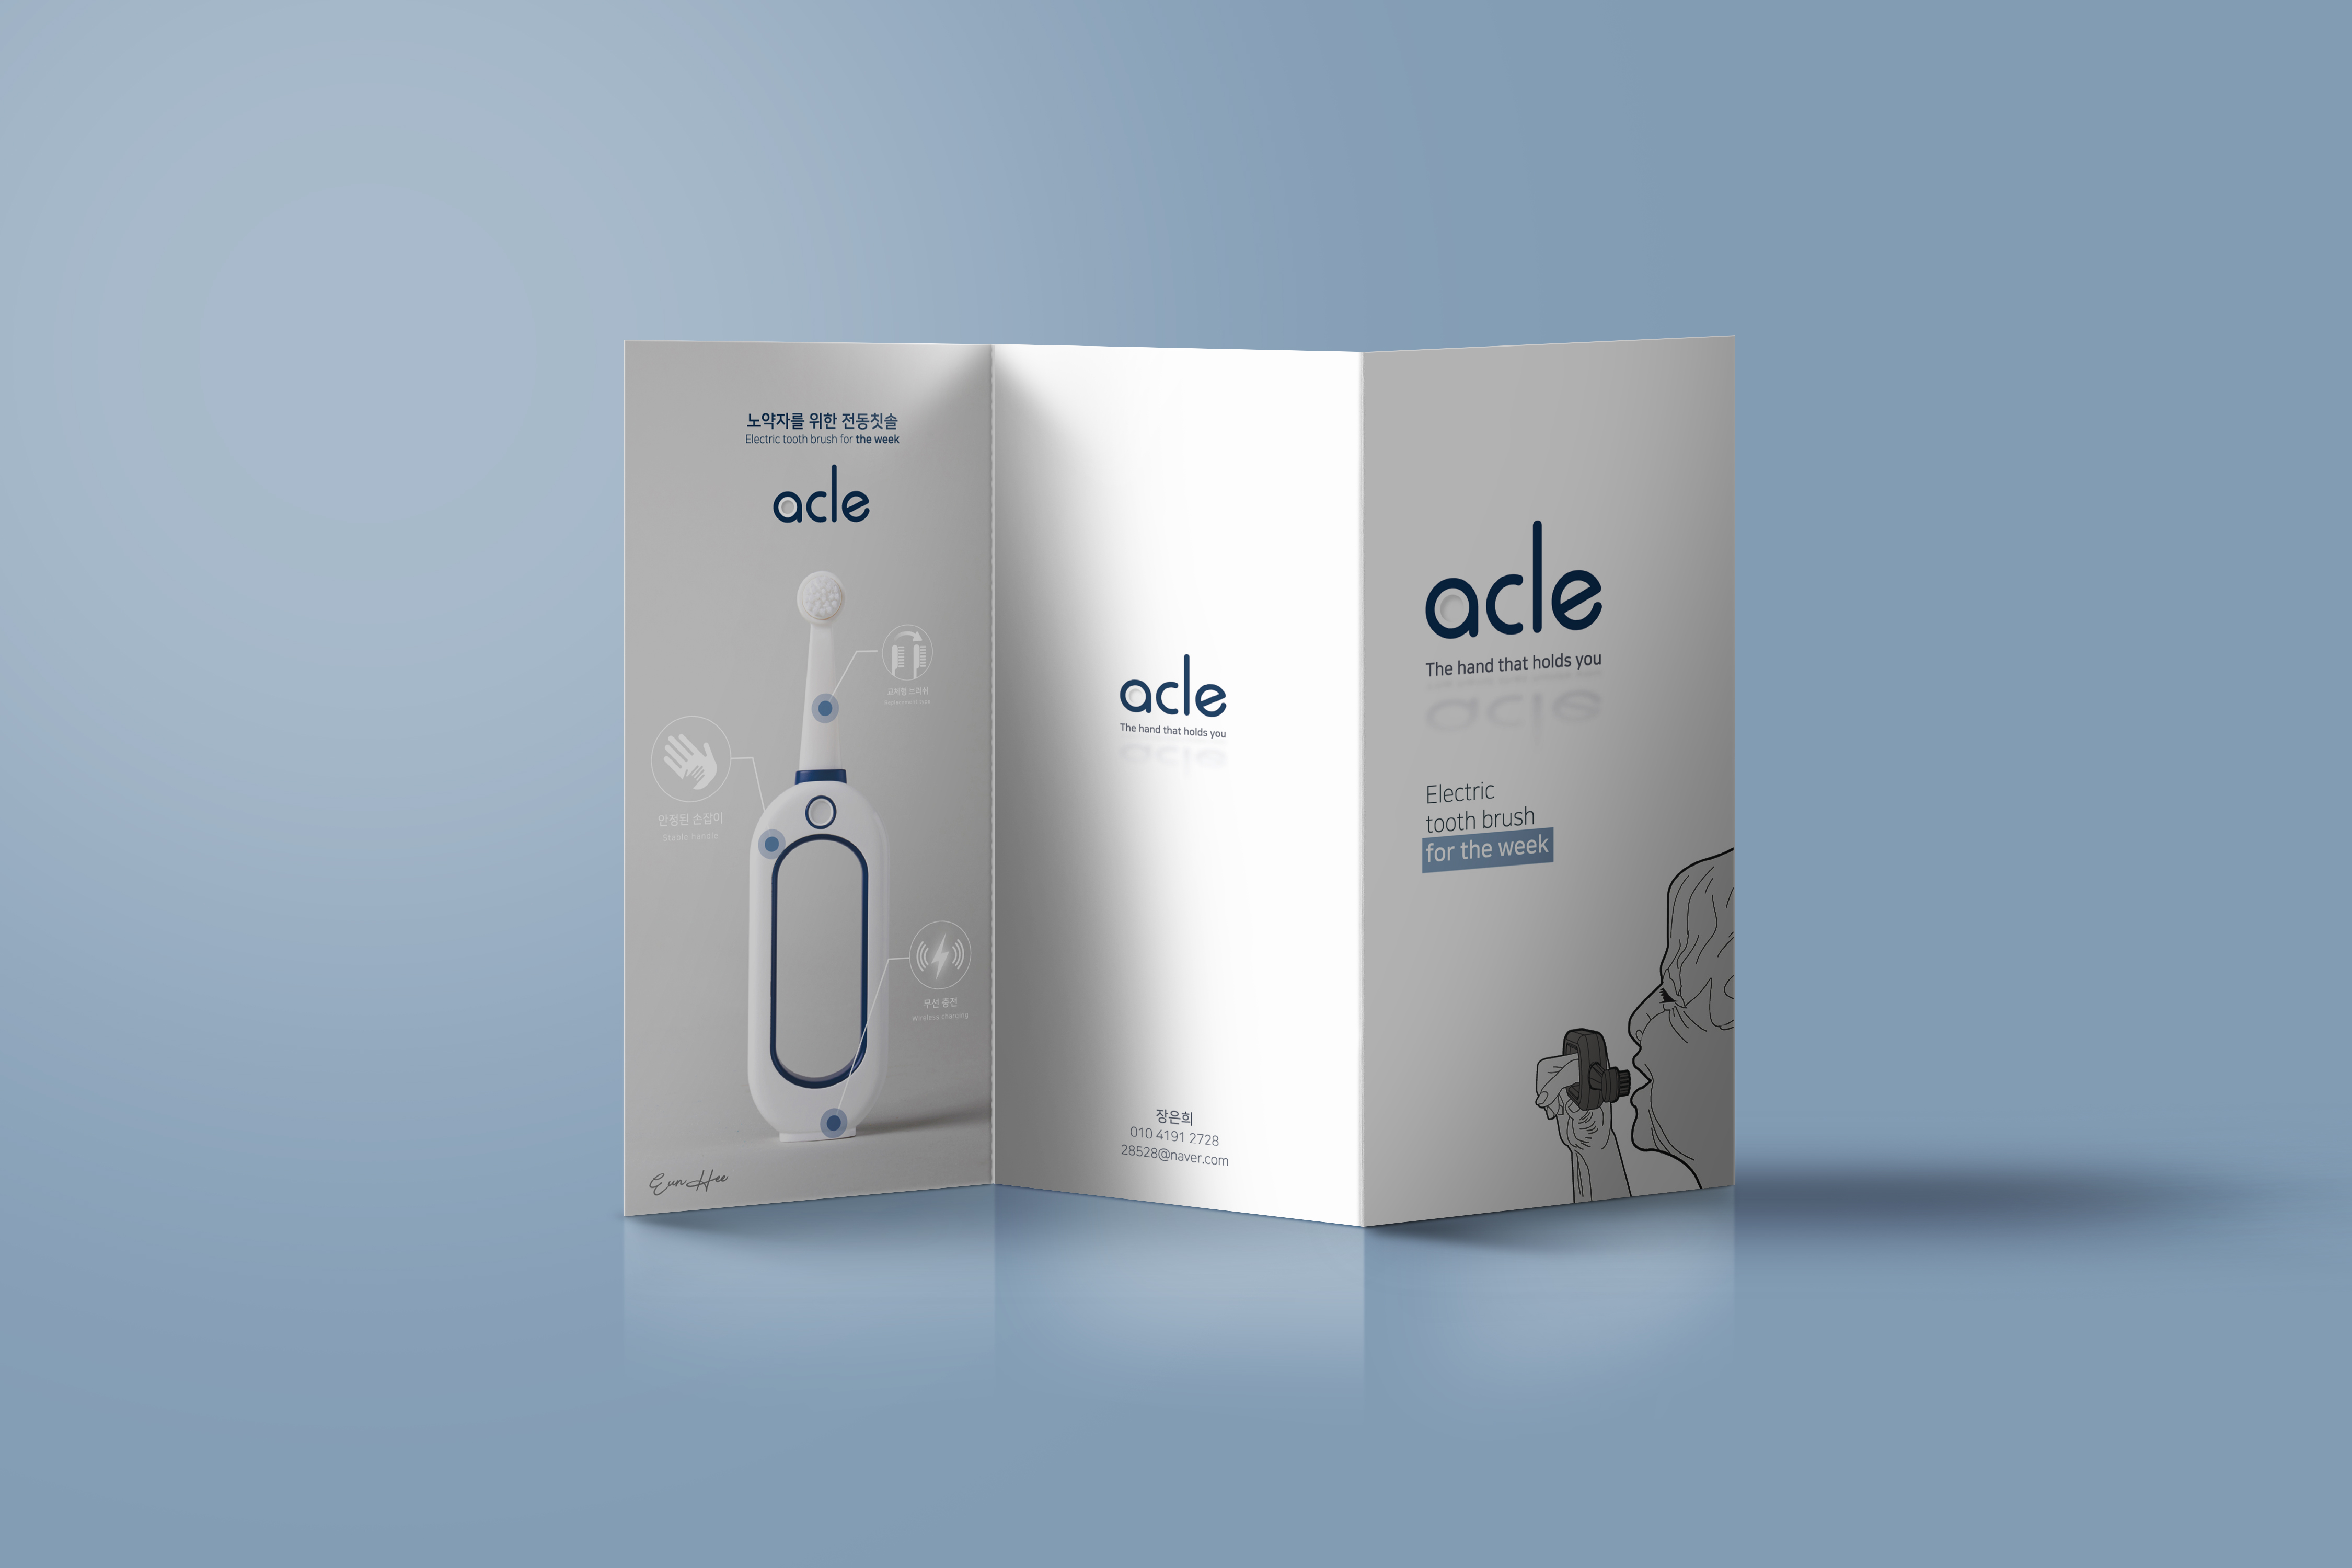 노약자를 위한 전동칫솔
Electric tooth brush for the week
acle
교체형 브러쉬
안정된 손잡이
Stable handle
무선 충전
Wireless charging
Eun Hee
acle
The hand that holds you
장은희
010 4191 2728
28528@naver.com
acle
The hand that holds you
Electric
tooth brush
for the week